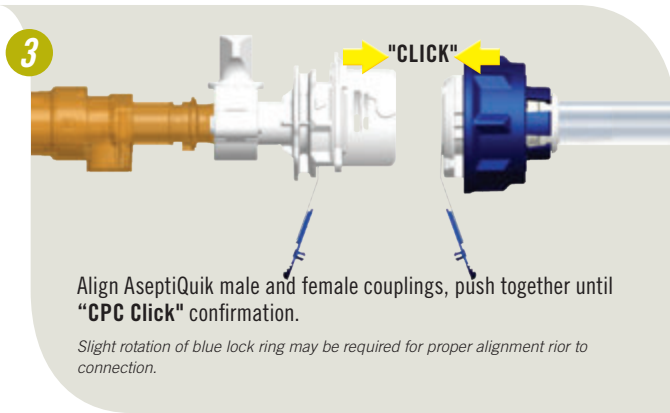 3
"CLICK"
Align AseptiQuik male and female couplings, push together until
“CPC Click" confirmation.
Slight rotation of blue lock ring may be required for proper alignment rior to
connection.